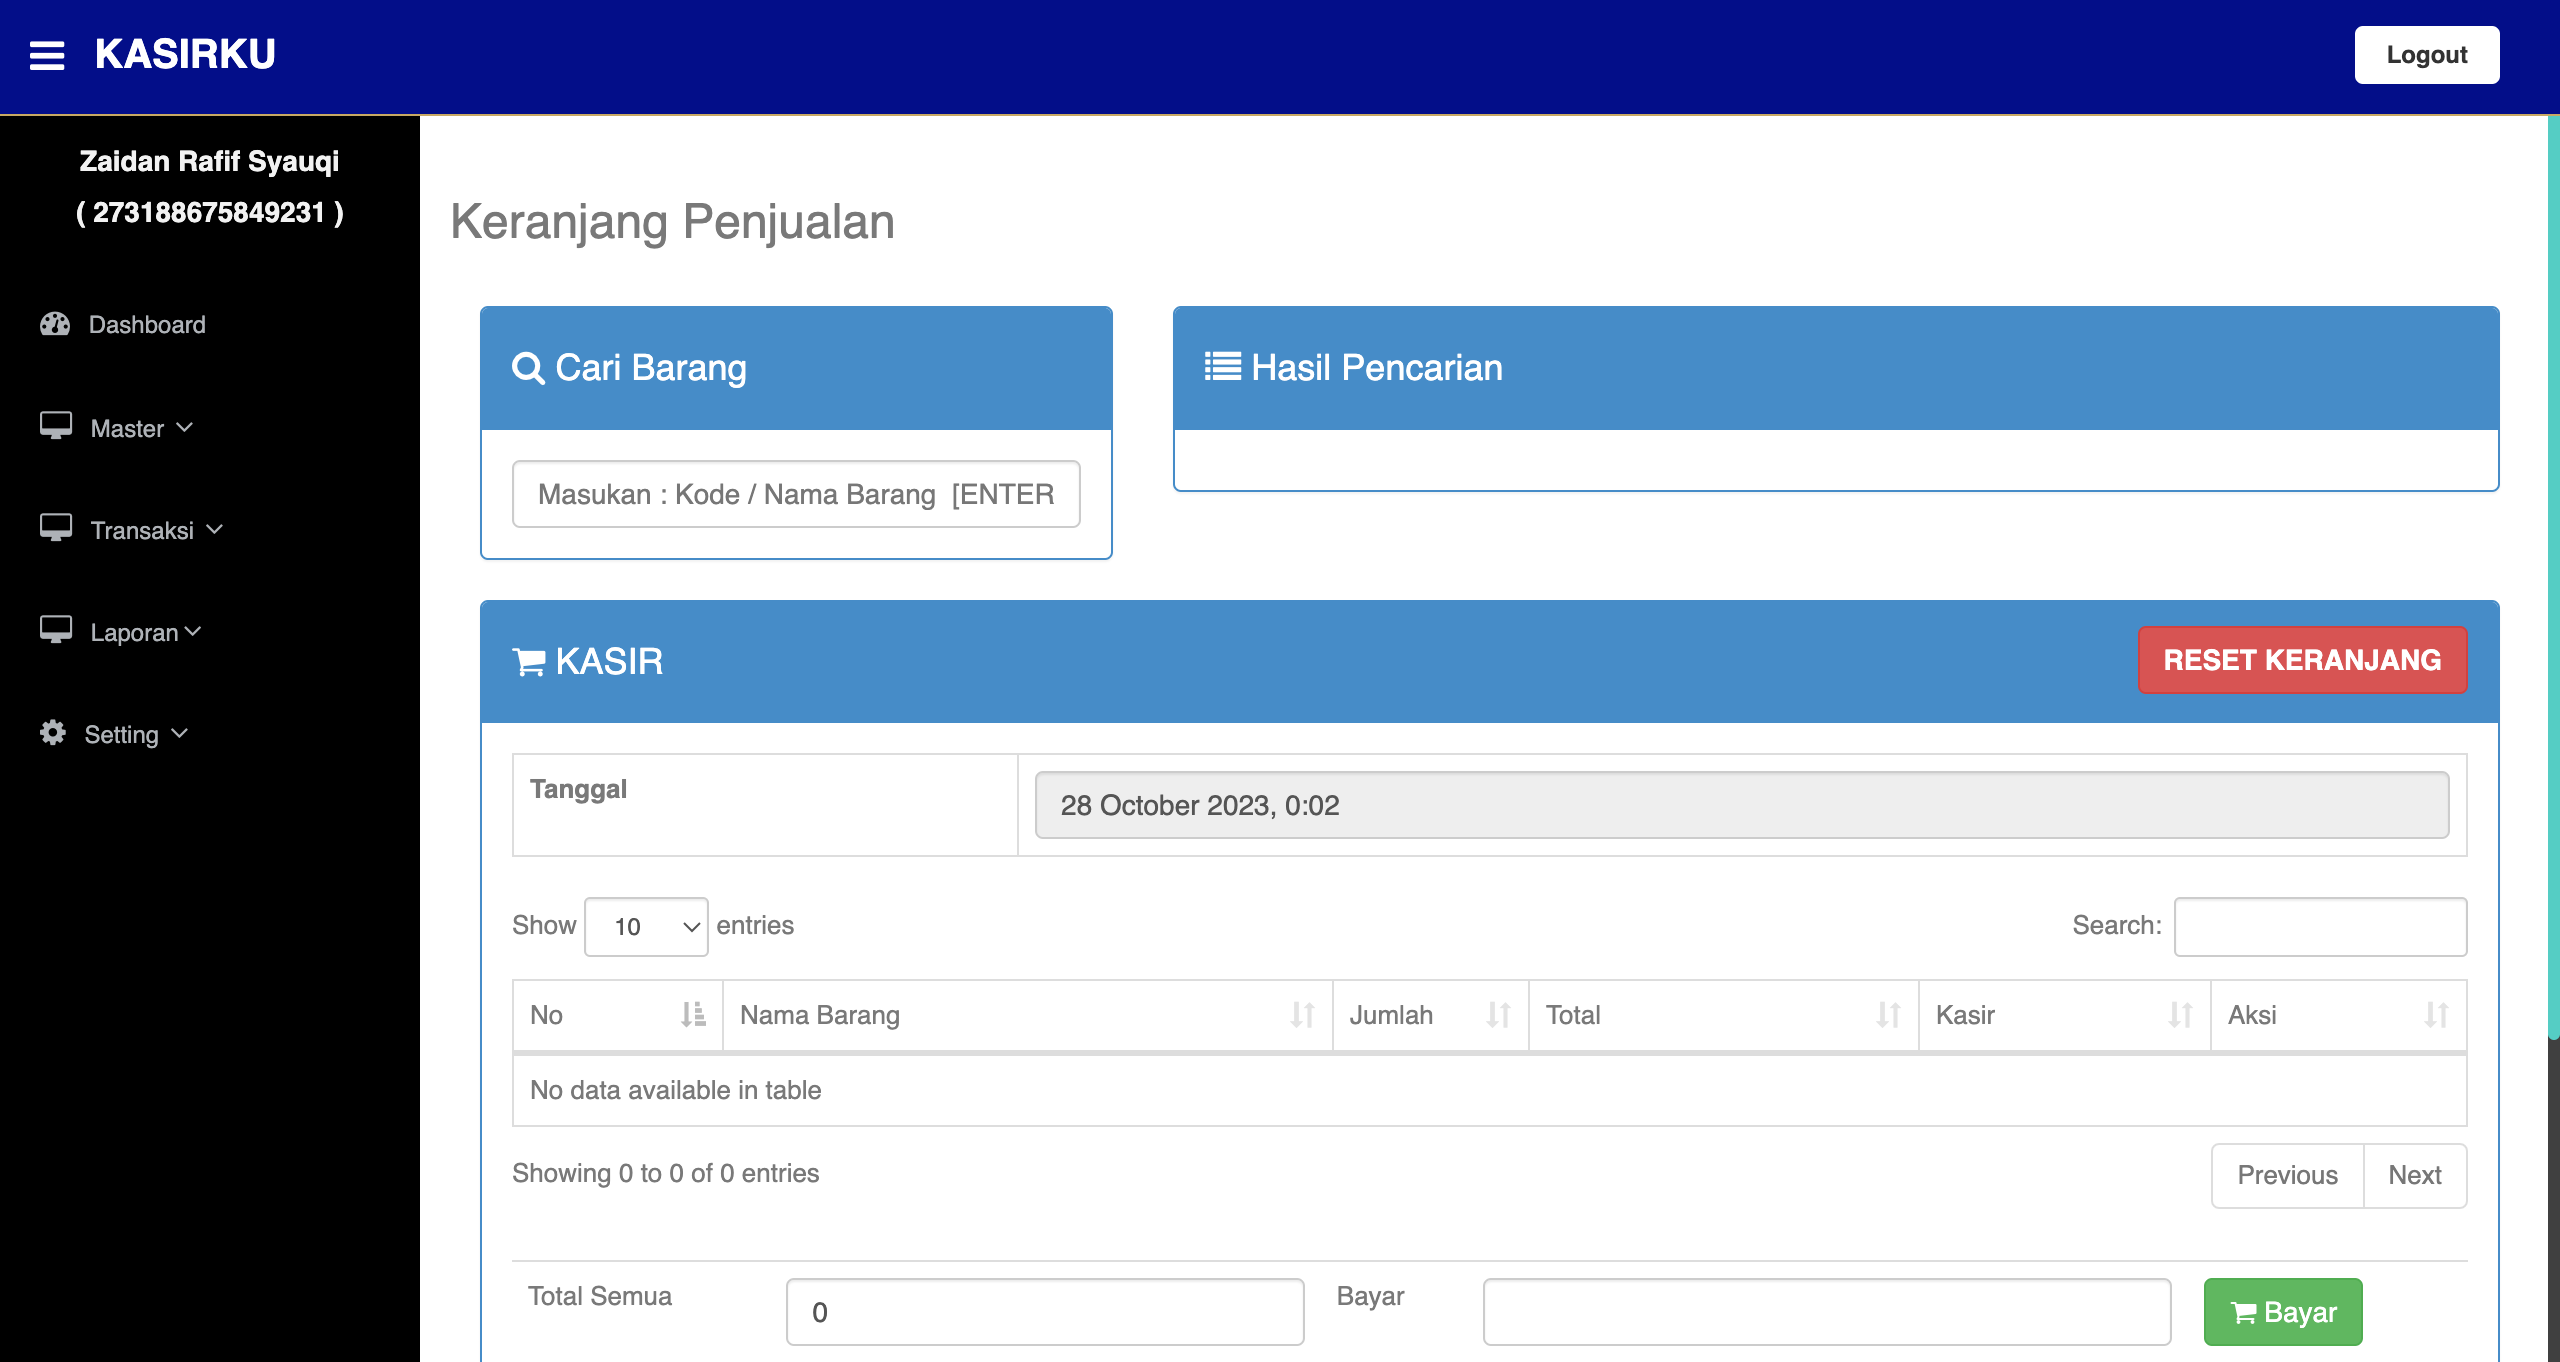 KASIRKU
Logout
Zaidan Rafif Syauqi
( 273188675849231 )
Dashboard
Master
Transaksi
Laporan
Setting
Keranjang Penjualan
Cari Barang
Masukan : Kode / Nama Barang [ENTER
Hasil Pencarian
KASIR
RESET KERANJANG
Tanggal
28 October 2023, 0:02
Show 10 entries
Search:
No Nama Barang Jumlah Total Kasir Aksi
No data available in table
Showing 0 to 0 of 0 entries
Previous Next
Total Semua 0 Bayar Bayar